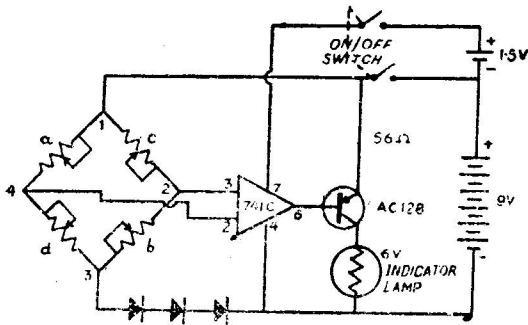 ON/OFF
SWITCH
+
1·5V
-
1
a
c
56Ω
+
4
2
3
7
741C
6
AC128
9V
2
4
d
b
3
6V
INDICATOR
LAMP
-